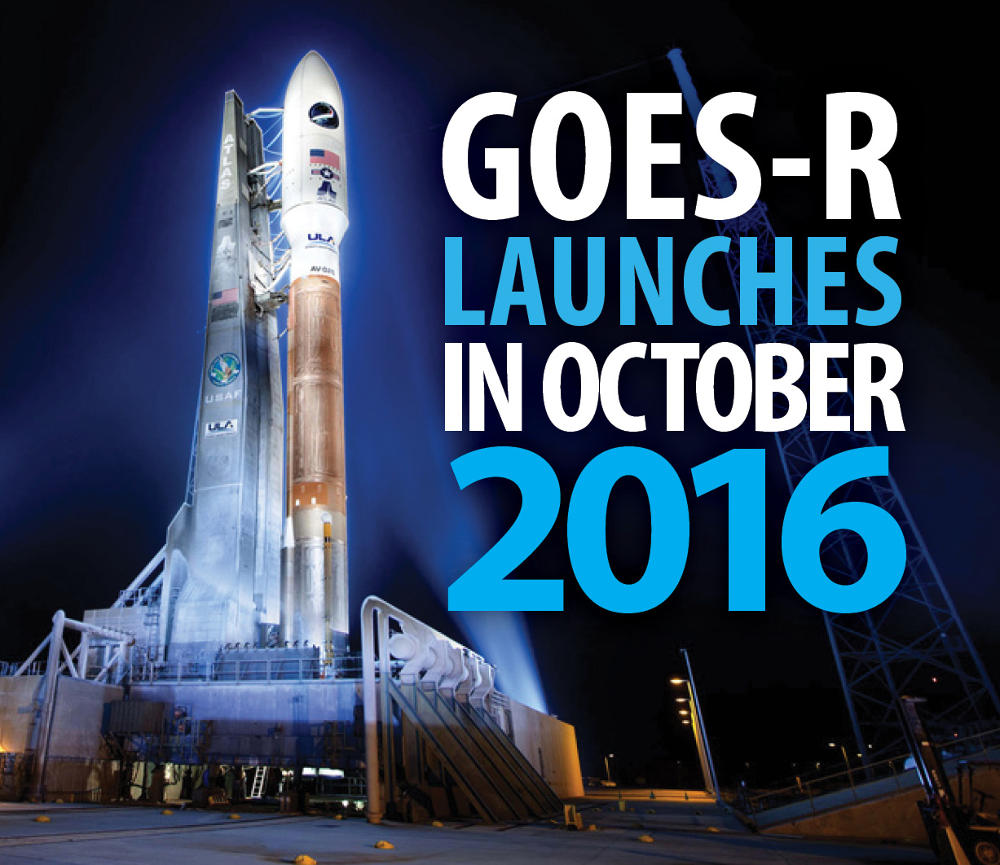 GOES-R
LAUNCHES
IN OCTOBER
2016
ATLAS
USAF
ULA
ULA